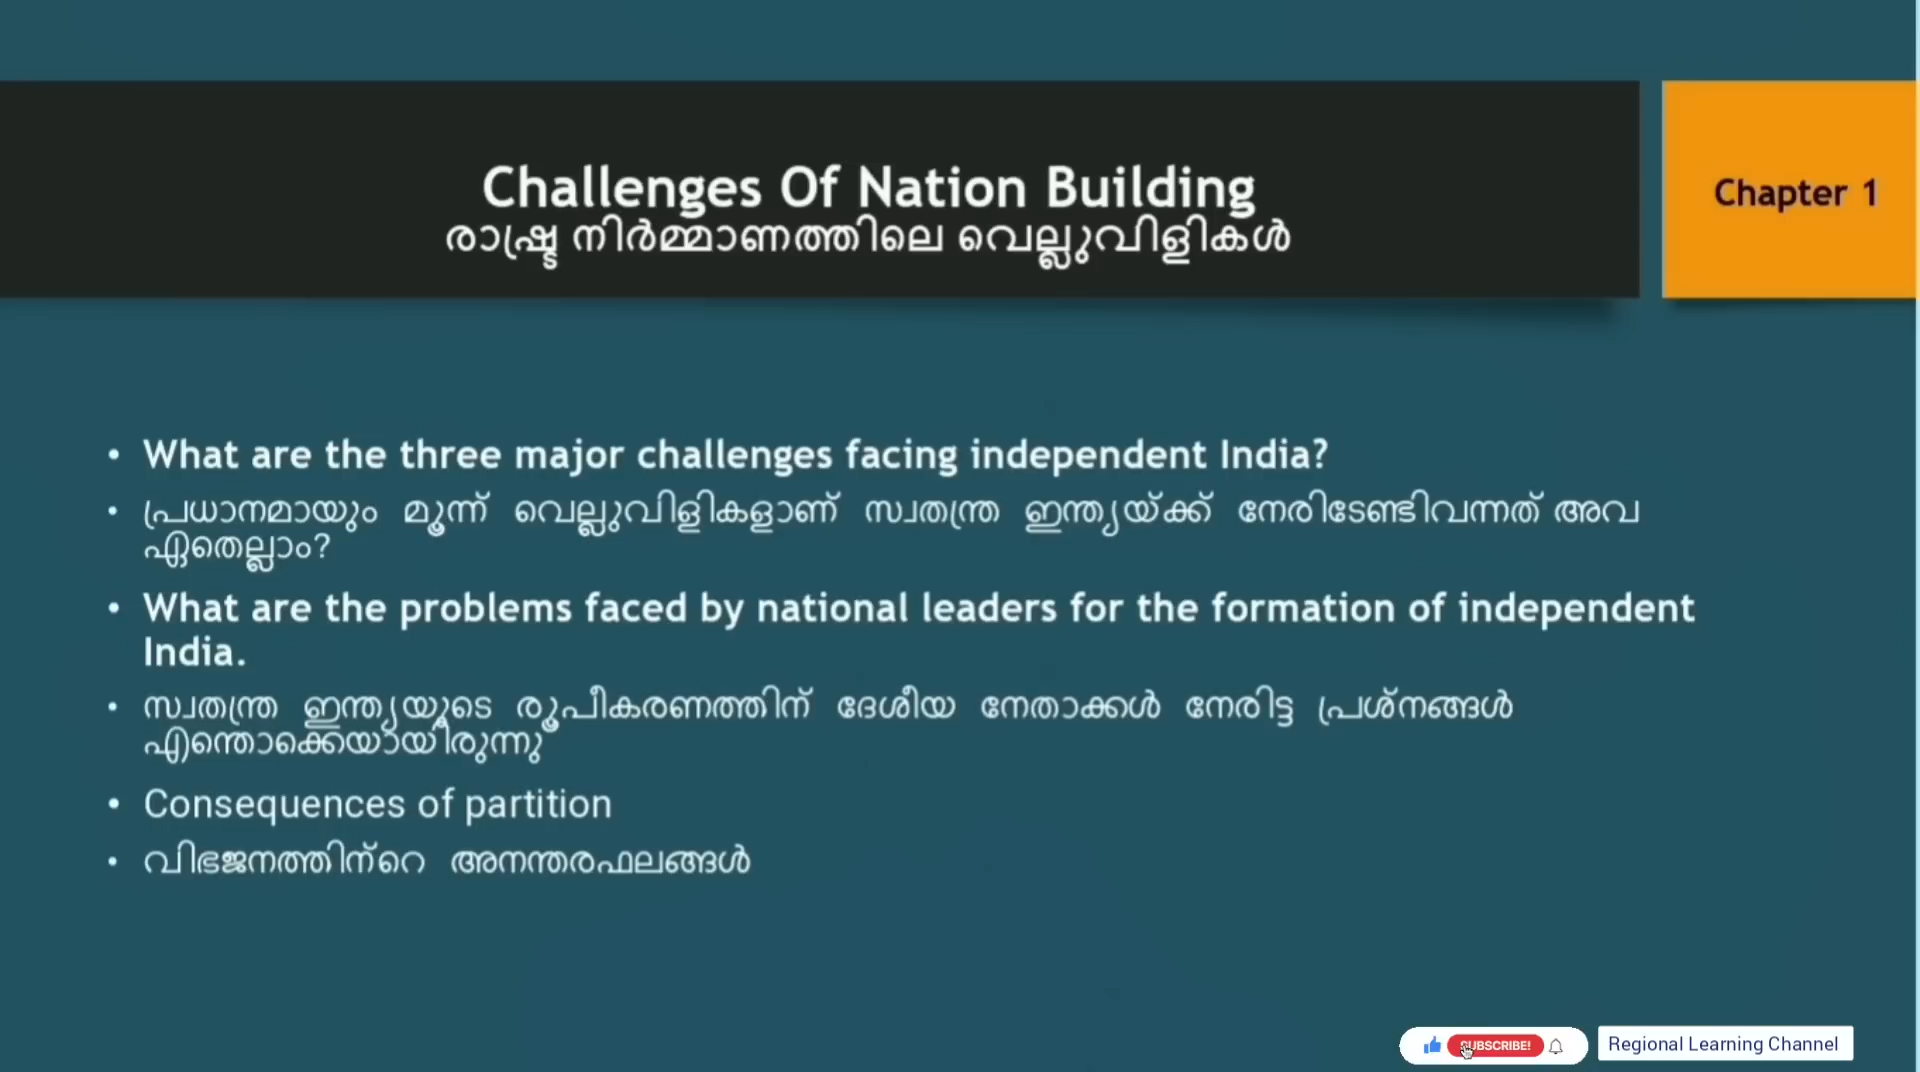 Challenges Of Nation Building
രാഷ്ട്ര നിർമ്മാണത്തിലെ വെല്ലുവിളികൾ
Chapter 1
• What are the three major challenges facing independent India?
• പ്രധാനമായും മൂന്ന് വെല്ലുവിളികളാണ് സ്വതന്ത്ര ഇന്ത്യയ്ക്ക് നേരിടേണ്ടിവന്നത് അവ
ഏതെല്ലാം?
• What are the problems faced by national leaders for the formation of independent
India.
• സ്വതന്ത്ര ഇന്ത്യയുടെ രൂപീകരണത്തിന് ദേശീയ നേതാക്കൾ നേരിട്ട പ്രശ്നങ്ങൾ
എന്തൊക്കെയായിരുന്നു
• Consequences of partition
• വിഭജനത്തിന്റെ അനന്തരഫലങ്ങൾ
SUBSCRIBE!
Regional Learning Channel